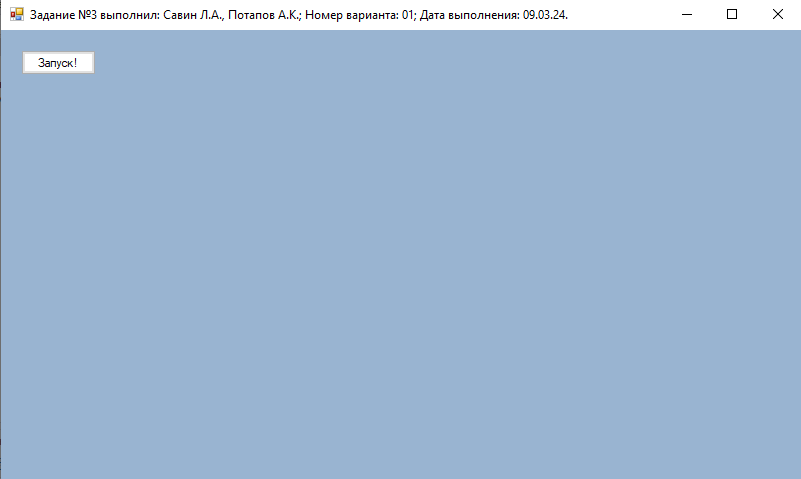 Задание №3 выполнил: Савин Л.А., Потапов А.К.; Номер варианта: 01; Дата выполнения: 09.03.24.
Запуск!